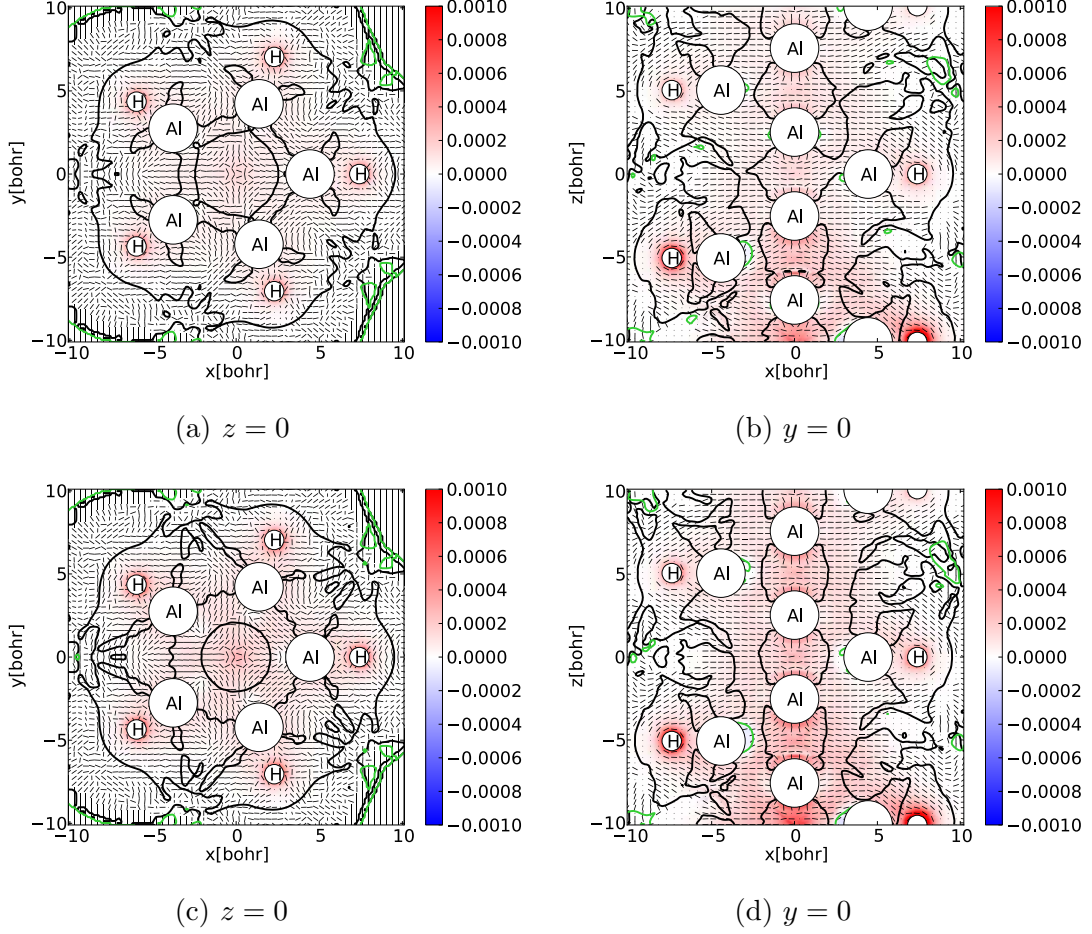 10
5
0
−5
−10
−10
−5
0
5
10
x[bohr]
y[bohr]
H
H
Al
Al
Al
H
Al
Al
H
H
0.0010
0.0008
0.0006
0.0004
0.0002
0.0000
−0.0002
−0.0004
−0.0006
−0.0008
−0.0010
(a) z = 0
10
5
0
−5
−10
−10
−5
0
5
10
x[bohr]
z[bohr]
Al
H
Al
Al
Al
H
Al
H
Al
Al
0.0010
0.0008
0.0006
0.0004
0.0002
0.0000
−0.0002
−0.0004
−0.0006
−0.0008
−0.0010
(b) y = 0
10
5
0
−5
−10
−10
−5
0
5
10
x[bohr]
y[bohr]
H
H
Al
Al
Al
H
Al
Al
H
H
0.0010
0.0008
0.0006
0.0004
0.0002
0.0000
−0.0002
−0.0004
−0.0006
−0.0008
−0.0010
(c) z = 0
10
5
0
−5
−10
−10
−5
0
5
10
x[bohr]
z[bohr]
Al
H
Al
Al
Al
H
Al
H
Al
Al
0.0010
0.0008
0.0006
0.0004
0.0002
0.0000
−0.0002
−0.0004
−0.0006
−0.0008
−0.0010
(d) y = 0